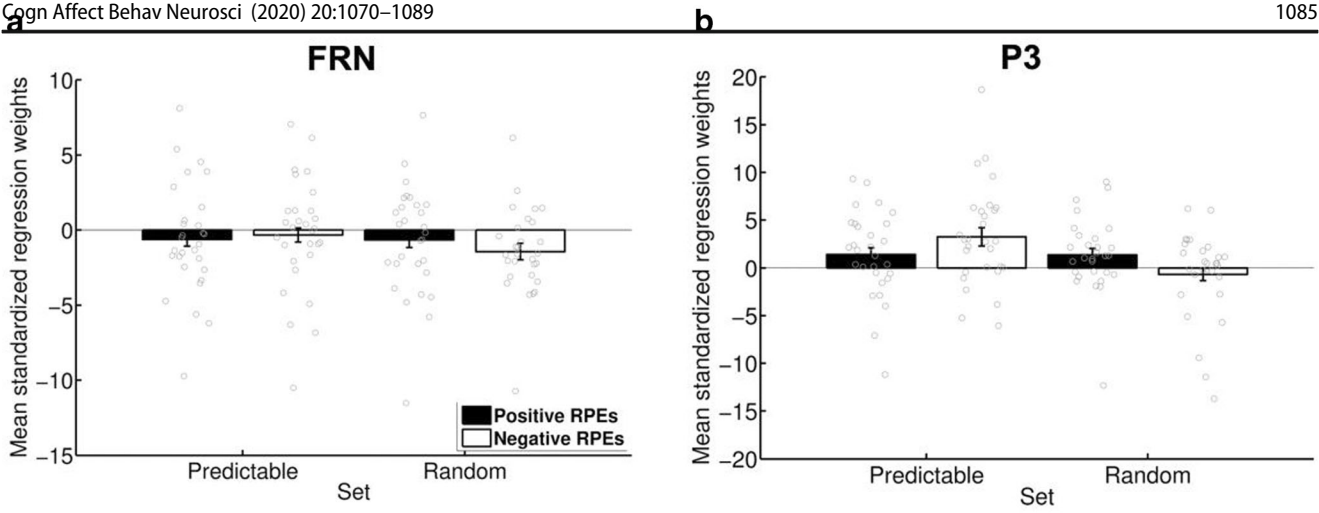 Cogn Affect Behav Neurosci (2020) 20:1070–1089
1085
a
FRN
Mean standardized regression weights
10
5
0
−5
−10
−15
Predictable
Random
Set
Positive RPEs
Negative RPEs
b
P3
Mean standardized regression weights
20
15
10
5
0
−5
−10
−15
−20
Predictable
Random
Set